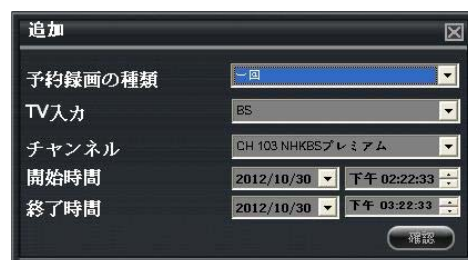 追加
予約録画の種類 一回
TV入力 BS
チャンネル CH 103 NHKBSプレミアム
開始時間 2012/10/30 下午 02:22:33
終了時間 2012/10/30 下午 03:22:33
確認